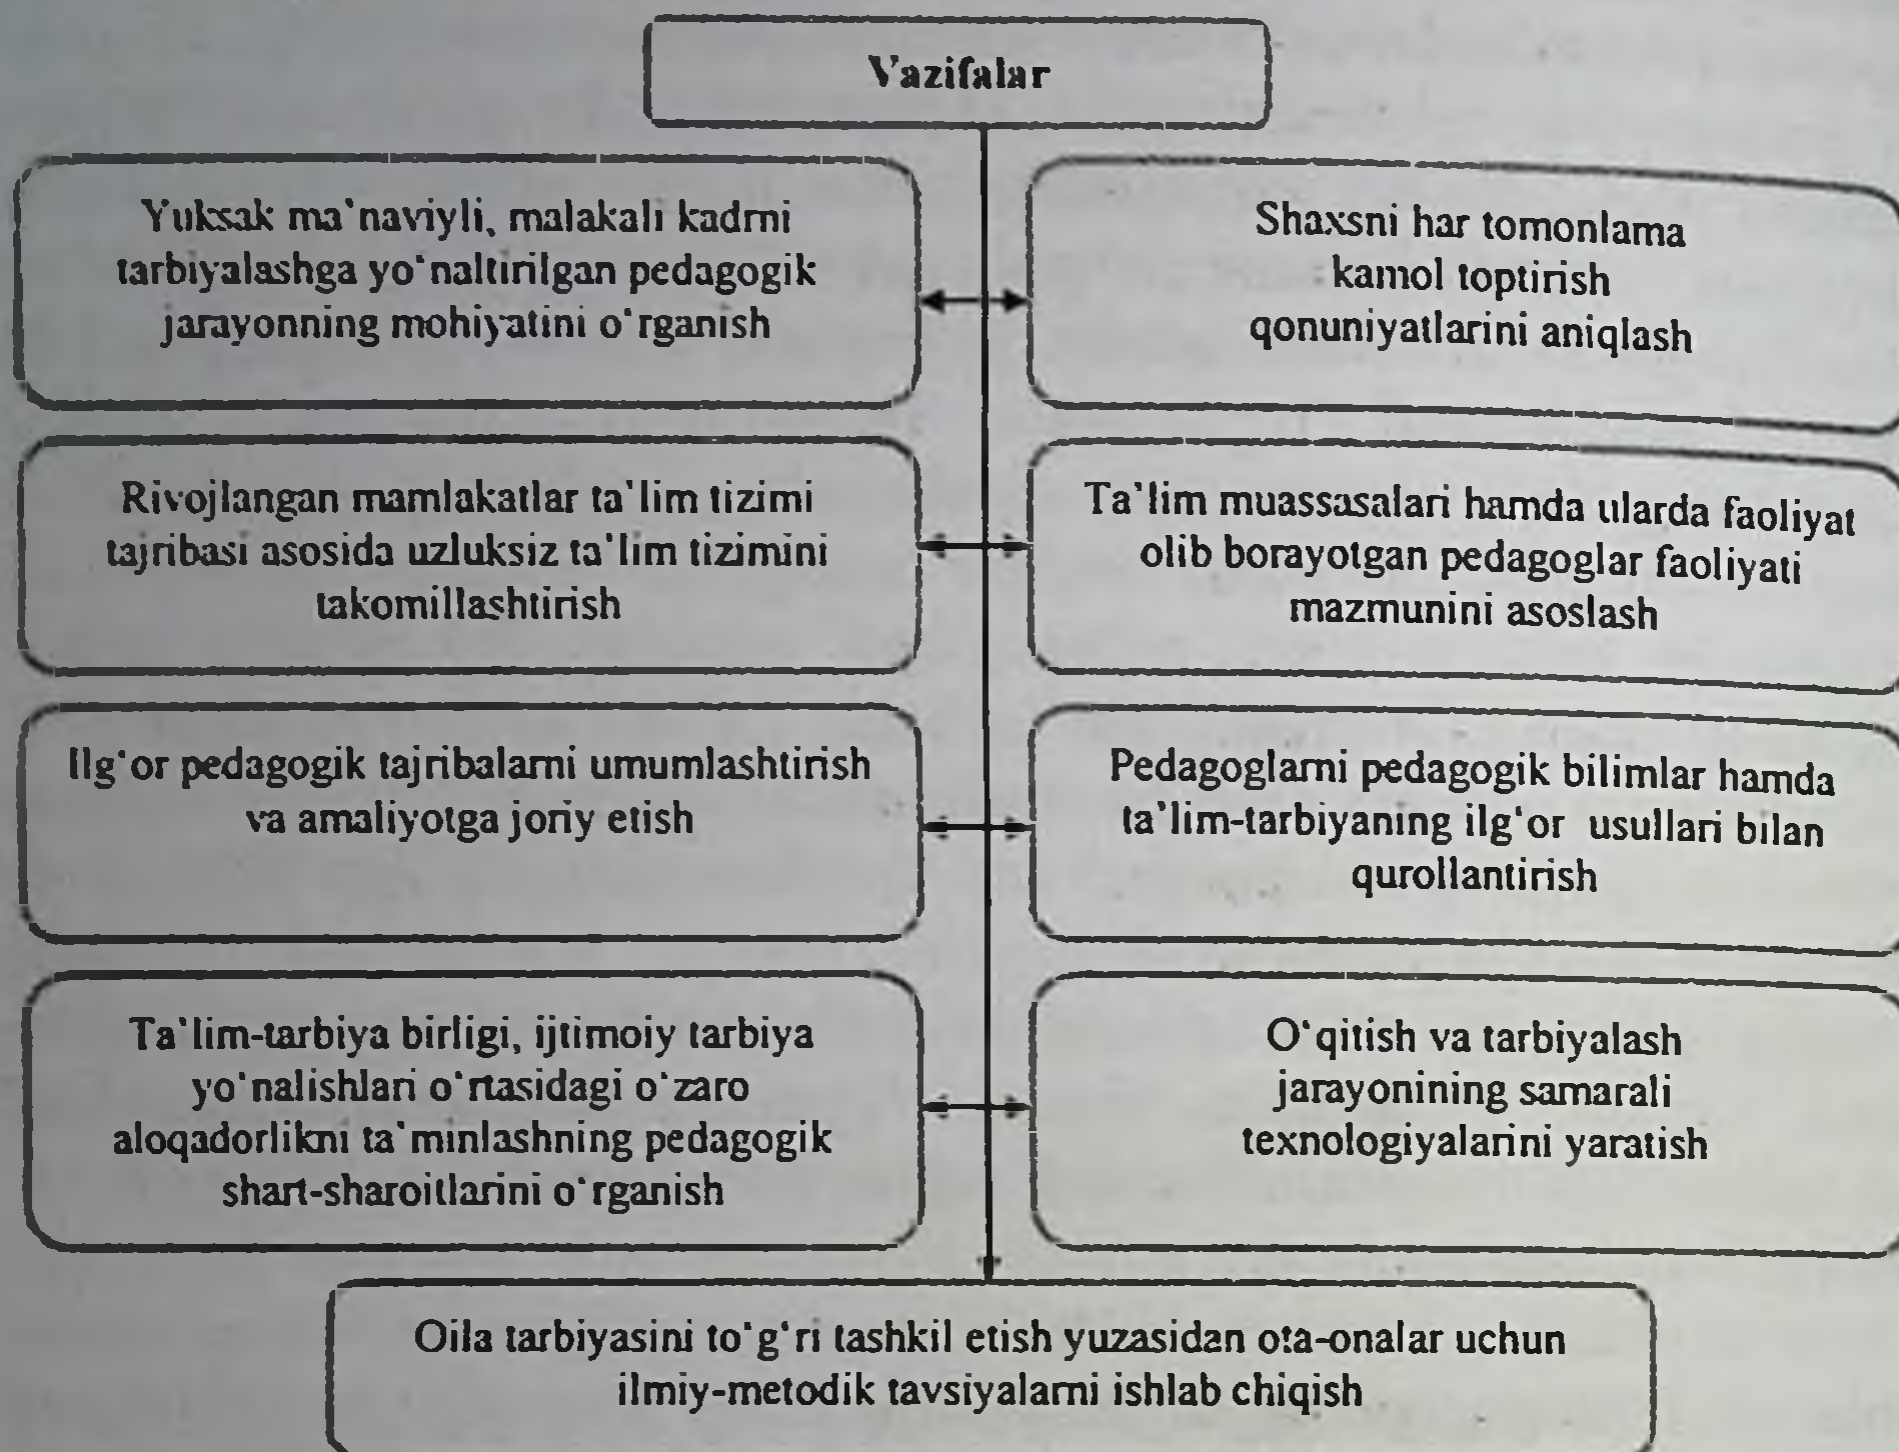 Vazifalar
Yuksak ma'naviyli, malakali kadrni
tarbiyalashga yo‘naltirilgan pedagogik
jarayonning mohiyatini o‘rganish
Shaxsni har tomonlama
kamol toptirish
qonuniyatlarini aniqlash
Rivojlangan mamlakatlar ta'lim tizimi
tajribasi asosida uzluksiz ta'lim tizimini
takomillashtirish
Ta'lim muassasalari hamda ularda faoliyat
olib borayotgan pedagoglar faoliyati
mazmunini asoslash
Ilg‘or pedagogik tajribalarni umumlashtirish
va amaliyotga joriy etish
Pedagoglarni pedagogik bilimlar hamda
ta'lim-tarbiyaning ilg‘or usullari bilan
qurollantirish
Ta'lim-tarbiya birligi, ijtimoiy tarbiya
yo‘nalishlari o‘rtasidagi o‘zaro
aloqadorlikni ta'minlashning pedagogik
shart-sharoitlarini o‘rganish
O‘qitish va tarbiyalash
jarayonining samarali
texnologiyalarini yaratish
Oila tarbiyasini to‘g‘ri tashkil etish yuzasidan ota-onalar uchun
ilmiy-metodik tavsiyalarni ishlab chiqish